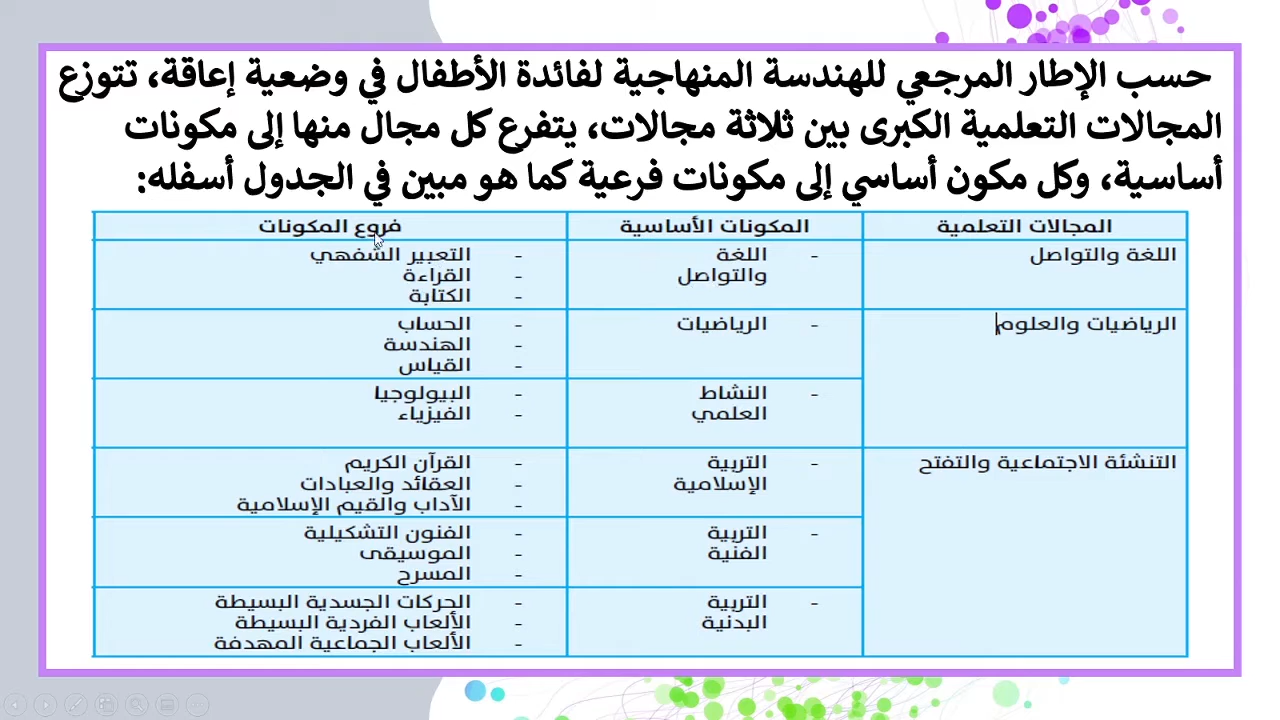 حسب الإطار المرجعي للهندسة المنهاجية لفائدة الأطفال في وضعية إعاقة، تتوزع
المجالات التعلمية الكبرى بين ثلاثة مجالات، يتفرع كل مجال منها إلى مكونات
أساسية، وكل مكون أساسي إلى مكونات فرعية كما هو مبين في الجدول أسفله:
المجالات التعلمية
المكونات الأساسية
فروع المكونات
اللغة والتواصل
- اللغة
والتواصل
- التعبير الشفهي
- القراءة
- الكتابة
الرياضيات والعلوم
- الرياضيات
- الحساب
- الهندسة
- القياس
- النشاط
العلمي
- البيولوجيا
- الفيزياء
التنشئة الاجتماعية والتفتح
- التربية
الإسلامية
- القرآن الكريم
- العقائد والعبادات
- الآداب والقيم الإسلامية
- التربية
الفنية
- الفنون التشكيلية
- الموسيقى
- المسرح
- التربية
البدنية
- الحركات الجسدية البسيطة
- الألعاب الفردية البسيطة
- الألعاب الجماعية المهدفة